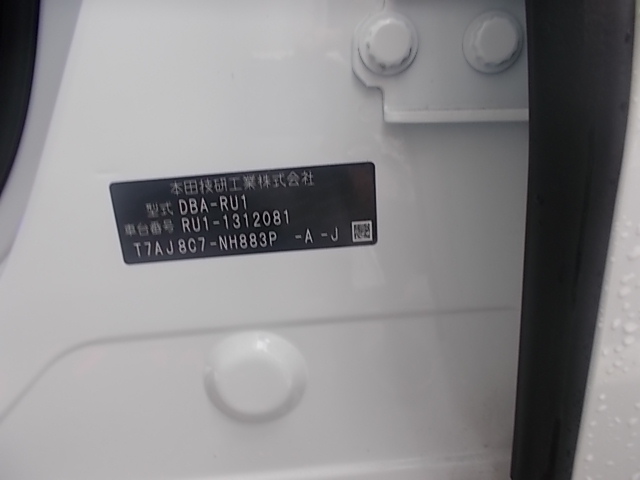 本田技研工業株式会社
型式 DBA-RU1
車台番号 RU1-1312081
T7AJ8G7-NH883P -A -J